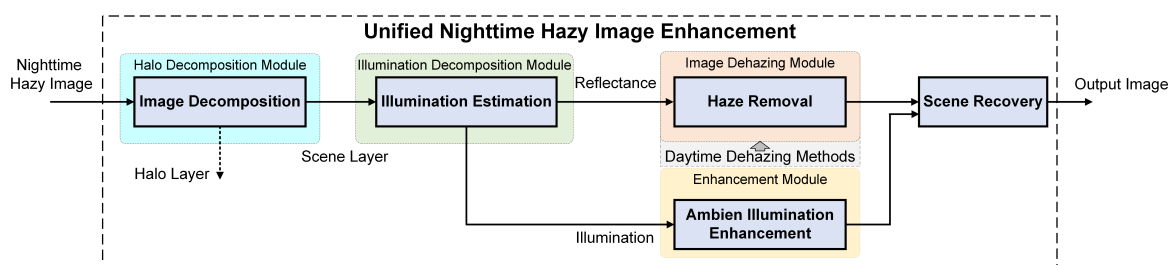 Unified Nighttime Hazy Image Enhancement
Nighttime
Hazy Image
Halo Decomposition Module
Image Decomposition
Halo Layer
Scene Layer
Illumination Decomposition Module
Illumination Estimation
Reflectance
Illumination
Image Dehazing Module
Haze Removal
Daytime Dehazing Methods
Enhancement Module
Ambien Illumination
Enhancement
Scene Recovery
Output Image